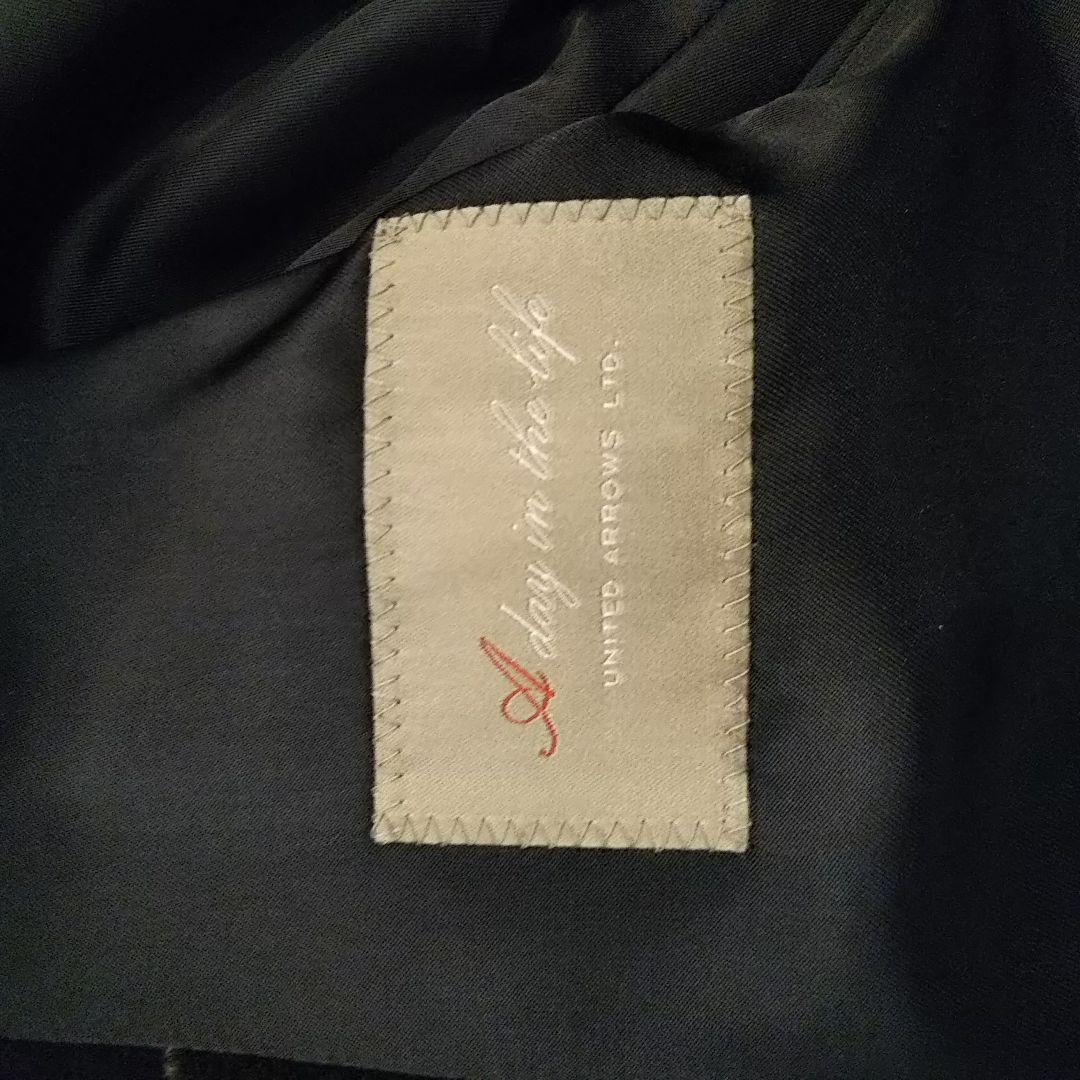 A day in the life
UNITED ARROWS LTD.